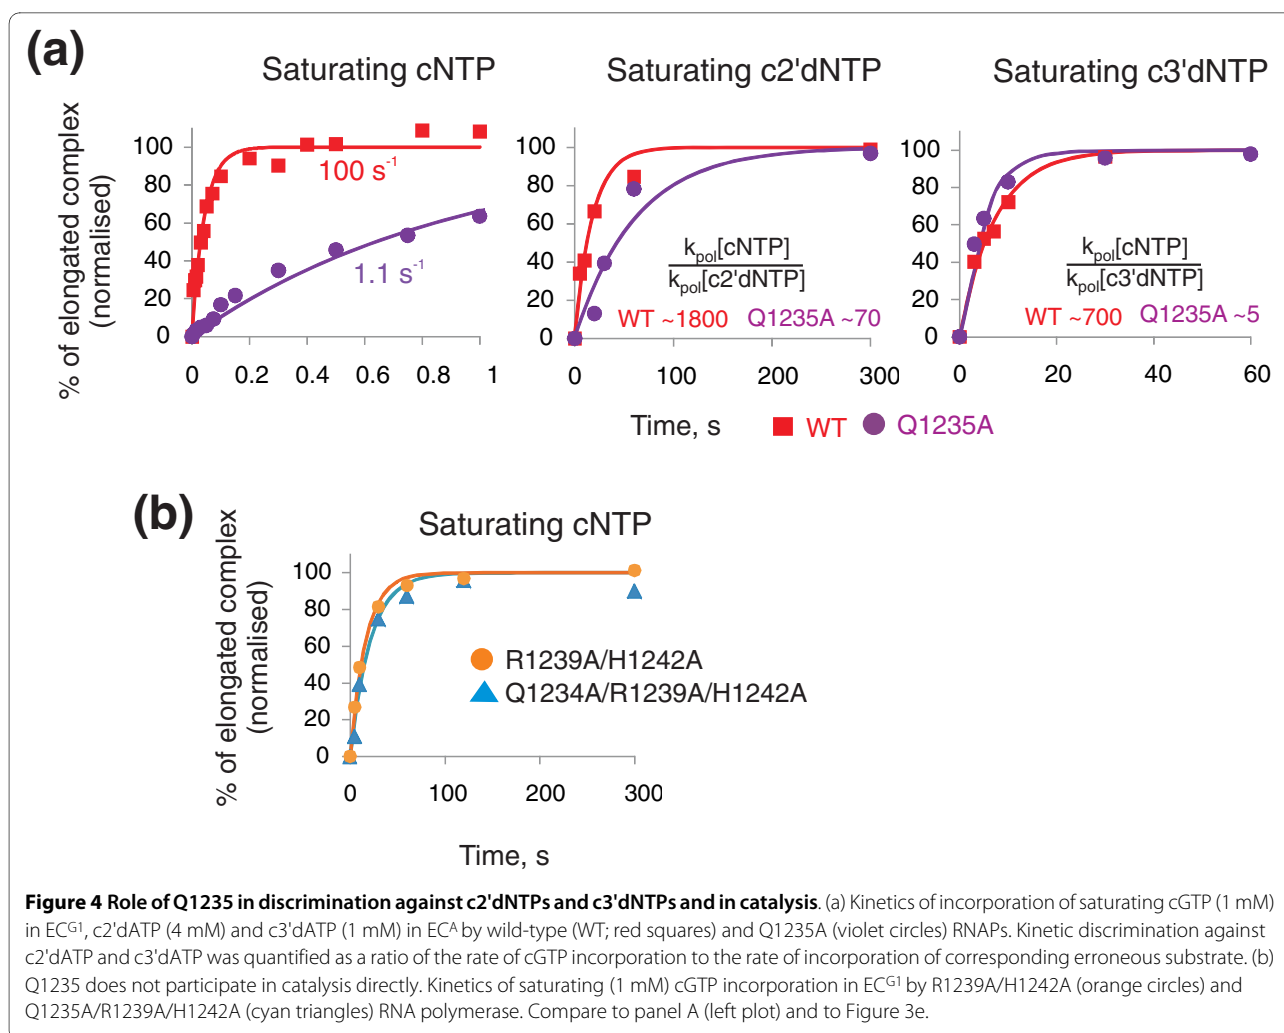 (a)
Saturating cNTP
Saturating c2'dNTP
Saturating c3'dNTP
% of elongated complex
(normalised)
100
80
60
40
20
0
100 s-1
1.1 s-1
0 0.2 0.4 0.6 0.8 1
100
80
60
40
20
0
kpol[cNTP]
kpol[c2'dNTP]
WT ~1800 Q1235A ~70
0 100 200 300
100
80
60
40
20
0
kpol[cNTP]
kpol[c3'dNTP]
WT ~700 Q1235A ~5
0 20 40 60
Time, s
WT
Q1235A
(b)
Saturating cNTP
% of elongated complex
(normalised)
100
80
60
40
20
0
R1239A/H1242A
Q1234A/R1239A/H1242A
0 100 200 300
Time, s
Figure 4 Role of Q1235 in discrimination against c2'dNTPs and c3'dNTPs and in catalysis. (a) Kinetics of incorporation of saturating cGTP (1 mM)
in ECG1, c2'dATP (4 mM) and c3'dATP (1 mM) in ECA by wild-type (WT; red squares) and Q1235A (violet circles) RNAPs. Kinetic discrimination against
c2'dATP and c3'dATP was quantified as a ratio of the rate of cGTP incorporation to the rate of incorporation of corresponding erroneous substrate. (b)
Q1235 does not participate in catalysis directly. Kinetics of saturating (1 mM) cGTP incorporation in ECG1 by R1239A/H1242A (orange circles) and
Q1235A/R1239A/H1242A (cyan triangles) RNA polymerase. Compare to panel A (left plot) and to Figure 3e.